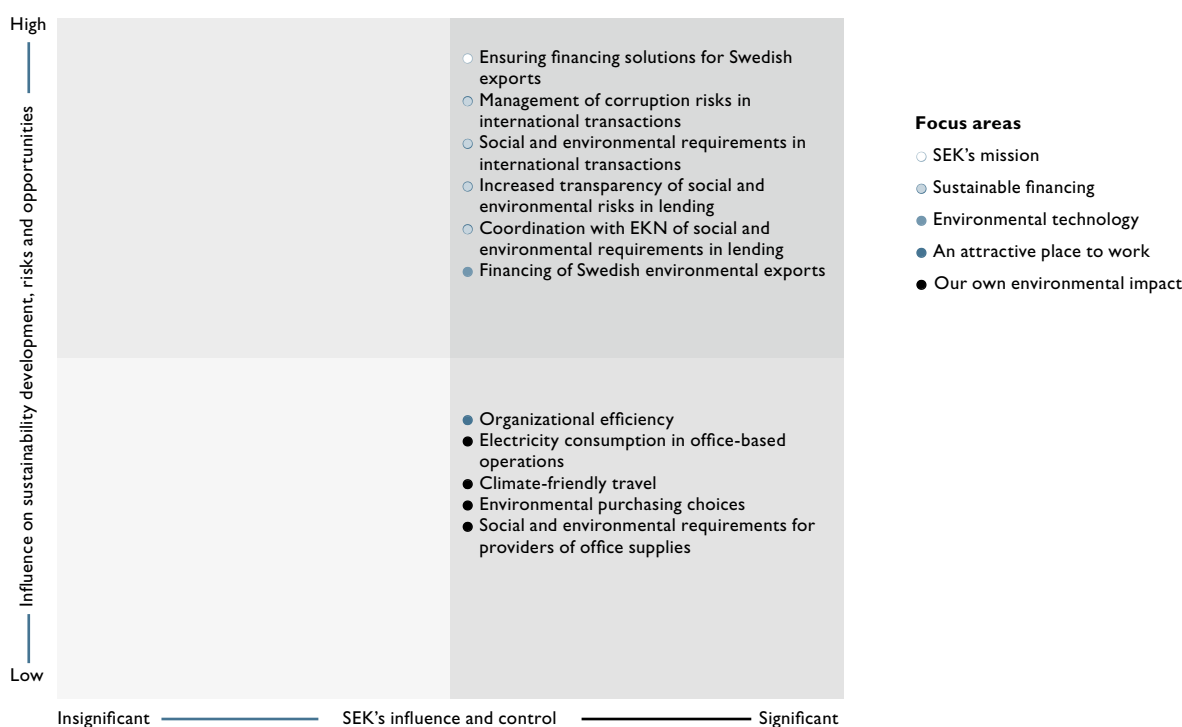 High
Influence on sustainability development, risks and opportunities
Low
Ensuring financing solutions for Swedish
exports
Management of corruption risks in
international transactions
Social and environmental requirements in
international transactions
Increased transparency of social and
environmental risks in lending
Coordination with EKN of social and
environmental requirements in lending
Financing of Swedish environmental exports
Organizational efficiency
Electricity consumption in office-based
operations
Climate-friendly travel
Environmental purchasing choices
Social and environmental requirements for
providers of office supplies
Insignificant
SEK's influence and control
Significant
Focus areas
SEK's mission
Sustainable financing
Environmental technology
An attractive place to work
Our own environmental impact